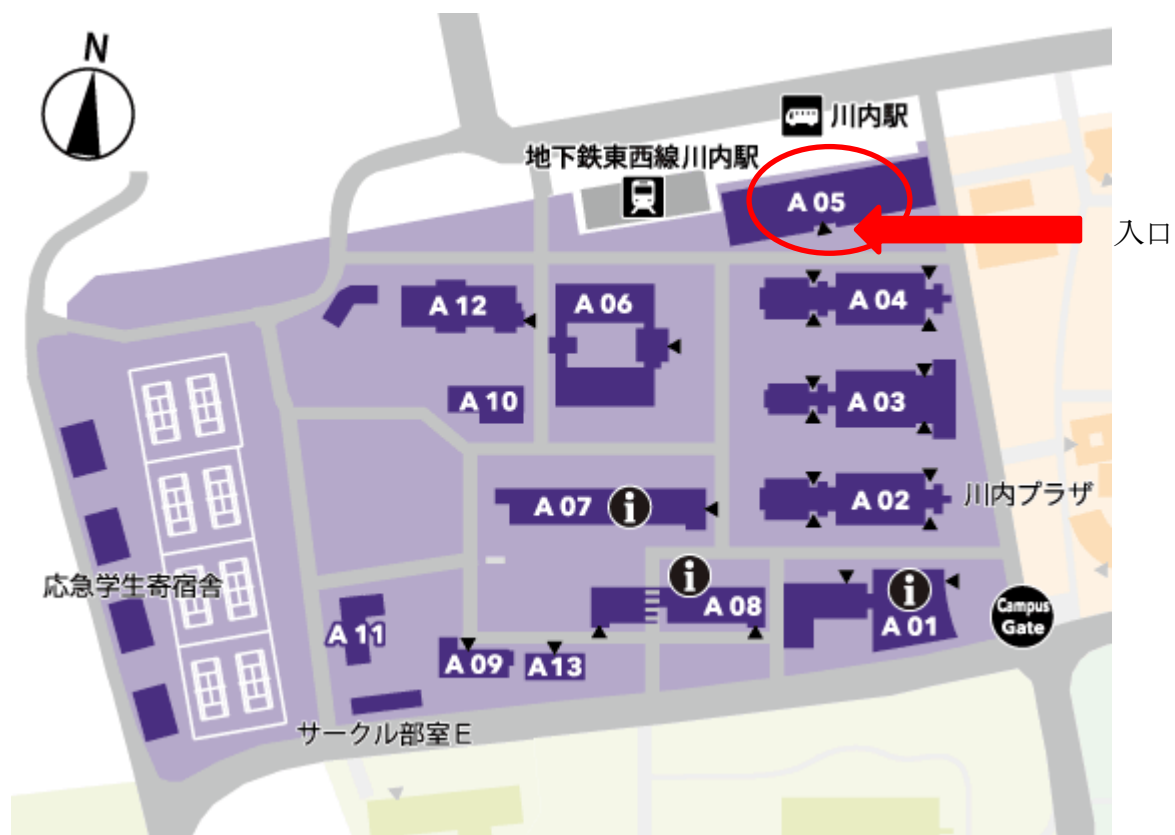 N
川内駅
地下鉄東西線川内駅
A 05
入口
A 12
A 06
A 04
A 10
A 03
A 07
i
A 02
川内プラザ
応急学生寄宿舎
i
A 08
i
A 01
Campus
Gate
A 11
A 09
A 13
サークル部室E